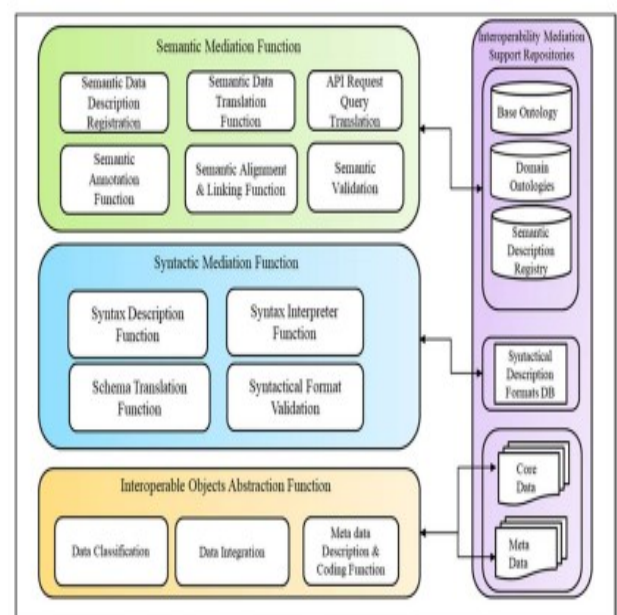 Semantic Mediation Function
Semantic Data
Description
Registration
Semantic Data
Translation
Function
API Request
Query
Translation
Semantic
Annotation
Function
Semantic Alignment
& Linking Function
Semantic
Validation
Syntactic Mediation Function
Syntax Description
Function
Syntax Interpreter
Function
Schema Translation
Function
Syntactical Format
Validation
Interoperable Objects Abstraction Function
Data Classification
Data Integration
Meta data
Description &
Coding Function
Interoperability Mediation
Support Repositories
Base Ontology
Domain
Ontologies
Semantic
Description
Registry
Syntactical
Description
Formats DB
Core
Data
Meta
Data